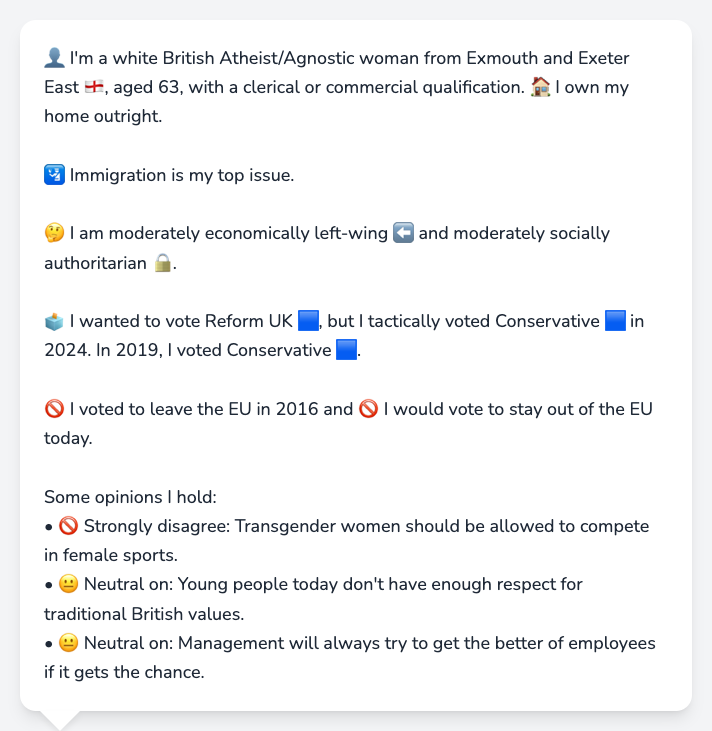 👤 I'm a white British Atheist/Agnostic woman from Exmouth and Exeter
East 🏴󠁧󠁢󠁥󠁮󠁧󠁿, aged 63, with a clerical or commercial qualification. 🏠 I own my
home outright.
🛂 Immigration is my top issue.
🤔 I am moderately economically left-wing ⬅️ and moderately socially
authoritarian 🔒.
🗳️ I wanted to vote Reform UK 🟦, but I tactically voted Conservative 🟦 in
2024. In 2019, I voted Conservative 🟦.
🚫 I voted to leave the EU in 2016 and 🚫 I would vote to stay out of the EU
today.
Some opinions I hold:
• 🚫 Strongly disagree: Transgender women should be allowed to compete
in female sports.
• 😐 Neutral on: Young people today don't have enough respect for
traditional British values.
• 😐 Neutral on: Management will always try to get the better of employees
if it gets the chance.